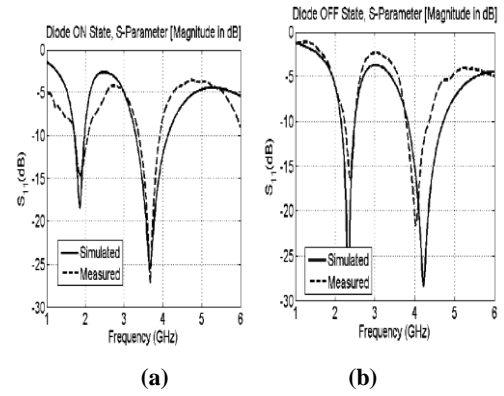 Diode ON State, S-Parameter [Magnitude in dB]
0
-5
-10
-15
-20
-25
-30
S11(dB)
Simulated
Measured
1 2 3 4 5 6
Frequency (GHz)
(a)
Diode OFF State, S-Parameter [Magnitude in dB]
0
-5
-10
-15
-20
-25
-30
S11(dB)
Simulated
Measured
1 2 3 4 5 6
Frequency (GHz)
(b)